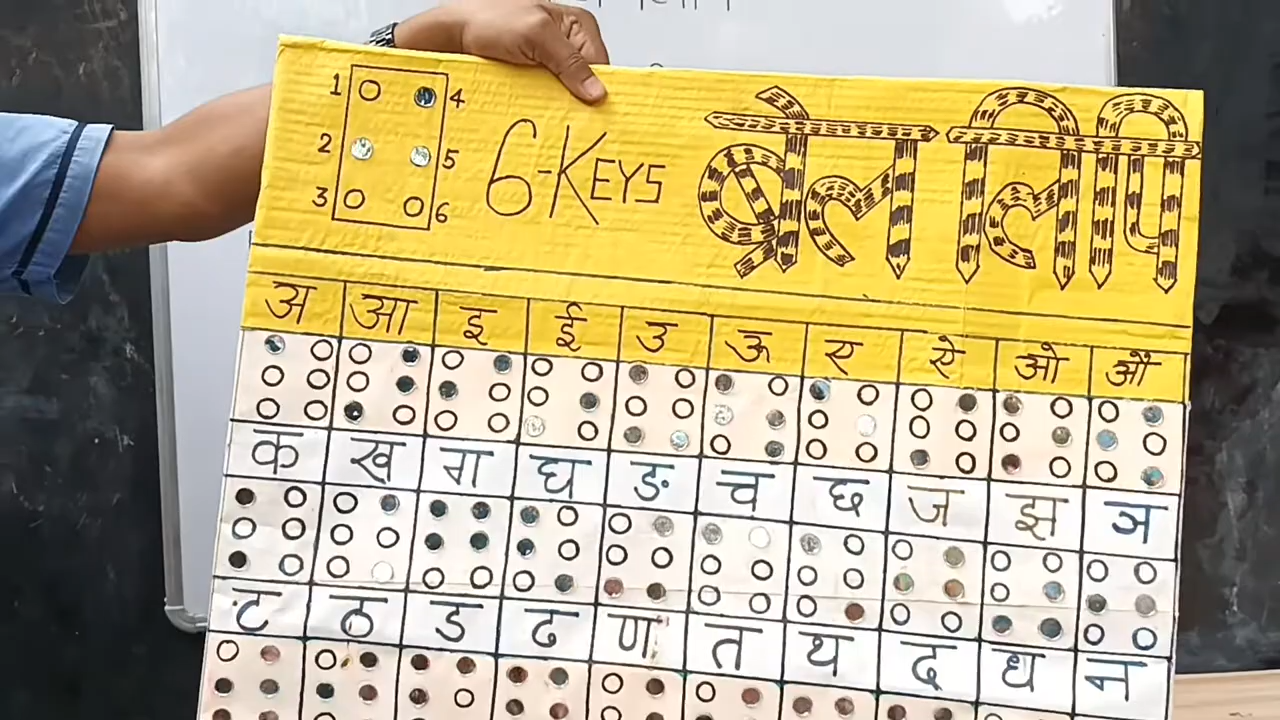 1 4
2 5
3 6
6-KEYS
ब्रेल लिपि
अ आ इ ई उ ऊ ए ऐ ओ औ
क ख ग घ ङ च छ ज झ ञ
ट ठ ड ढ ण त थ द ध न